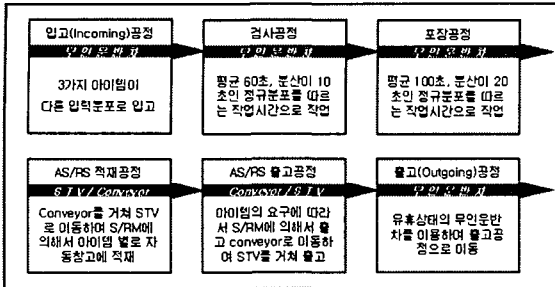 입고(Incoming)공정
무인운반차
3가지 아이템이
다른 입력분포로 입고
검사공정
무인운반차
평균 60초, 분산이 10
초인 정규분포를 따르
는 작업시간으로 작업
포장공정
무인운반차
평균 100초, 분산이 20
초인 정규분포를 따르
는 작업시간으로 작업
AS/RS 적재공정
STV/Conveyor
Conveyor를 거쳐 STV
로 이동하여 S/RM에
의해서 아이템 별로 자
동창고에 적재
AS/RS 출고공정
Conveyor/STV
아이템의 요구에 따라
서 S/RM에 의해서 출
고 conveyor로 이동하
여 STV를 거쳐 출고
출고(Outgoing)공정
무인운반차
유휴상태의 무인운반
차를 이용하여 출고공
정으로 이동